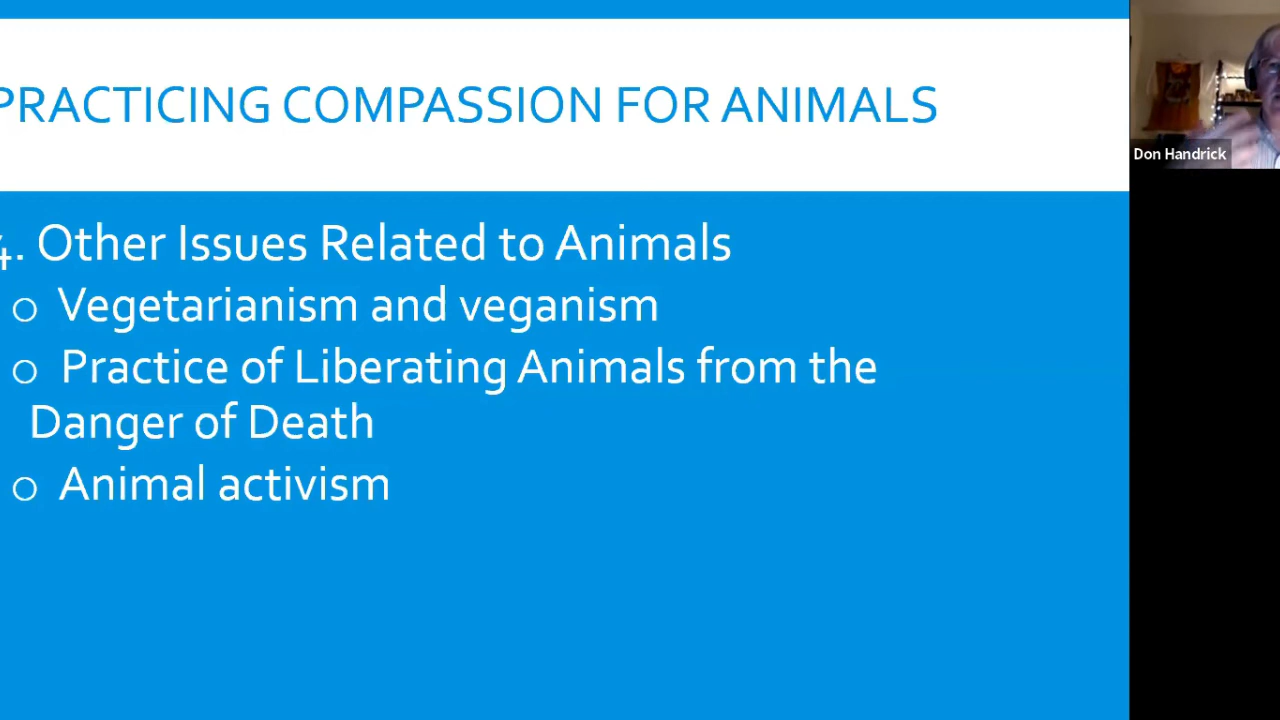 PRACTICING COMPASSION FOR ANIMALS
4. Other Issues Related to Animals
o Vegetarianism and veganism
o Practice of Liberating Animals from the
Danger of Death
o Animal activism
Don Handrick